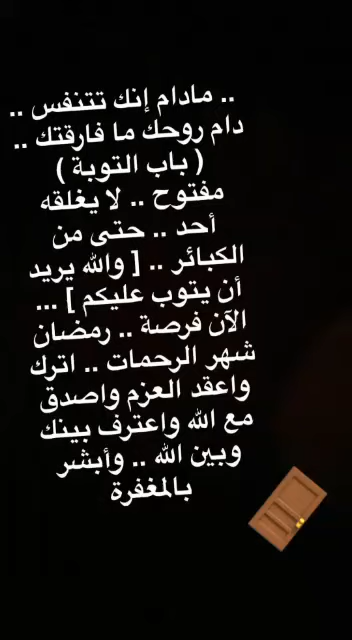 .. مادام إنك تتنفس ..
دام روحك ما فارقتك ..
( باب التوبة )
مفتوح .. لا يغلقه
أحد .. حتى من
الكبائر .. [ والله يريد
أن يتوب عليكم ] ...
الآن فرصة .. رمضان
شهر الرحمات .. اترك
واعقد العزم واصدق
مع الله واعترف بينك
وبين الله .. وأبشر
بالمغفرة